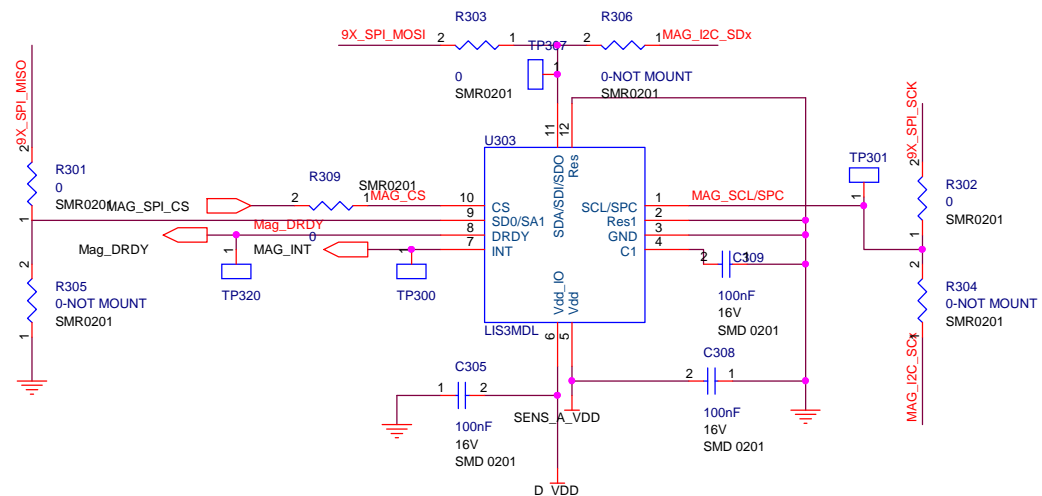 R303
R306
9X_SPI_MOSI
2
1
TP307
1
2
1
MAG_I2C_SDx
0
SMR0201
0-NOT MOUNT
SMR0201
9X_SPI_MISO
9X_SPI_SCK
2
R301
0
SMR0201
1
U303
11
12
SDA/SDI/SDO
Res
TP301
1
2
R302
0
SMR0201
1
R309
SMR0201
MAG_SPI_CS
2
1
MAG_CS
10
CS
SCL/SPC
1
MAG_SCL/SPC
9
SD0/SA1
Res1
2
Mag_DRDY
0
8
DRDY
GND
3
Mag_DRDY
MAG_INT
7
INT
C1
4
1
TP320
1
TP300
2
C309
1
100nF
16V
SMD 0201
2
R305
0-NOT MOUNT
SMR0201
1
2
R304
0-NOT MOUNT
SMR0201
1
MAG_I2C_SCx
Vdd_IO
Vdd
LIS3MDL
6
5
C305
1
2
100nF
16V
SMD 0201
C308
2
1
100nF
16V
SMD 0201
SENS_A_VDD
D_VDD